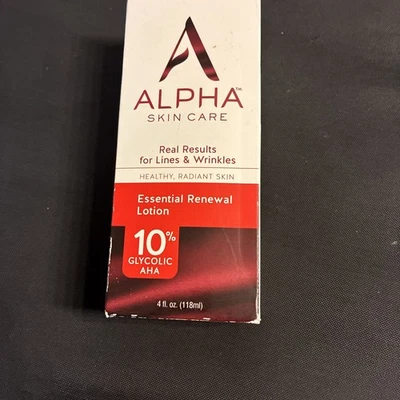 ALPHA™
SKIN CARE
Real Results
for Lines & Wrinkles
HEALTHY, RADIANT SKIN
Essential Renewal
Lotion
10%
GLYCOLIC
AHA
4 fl. oz. (118ml)